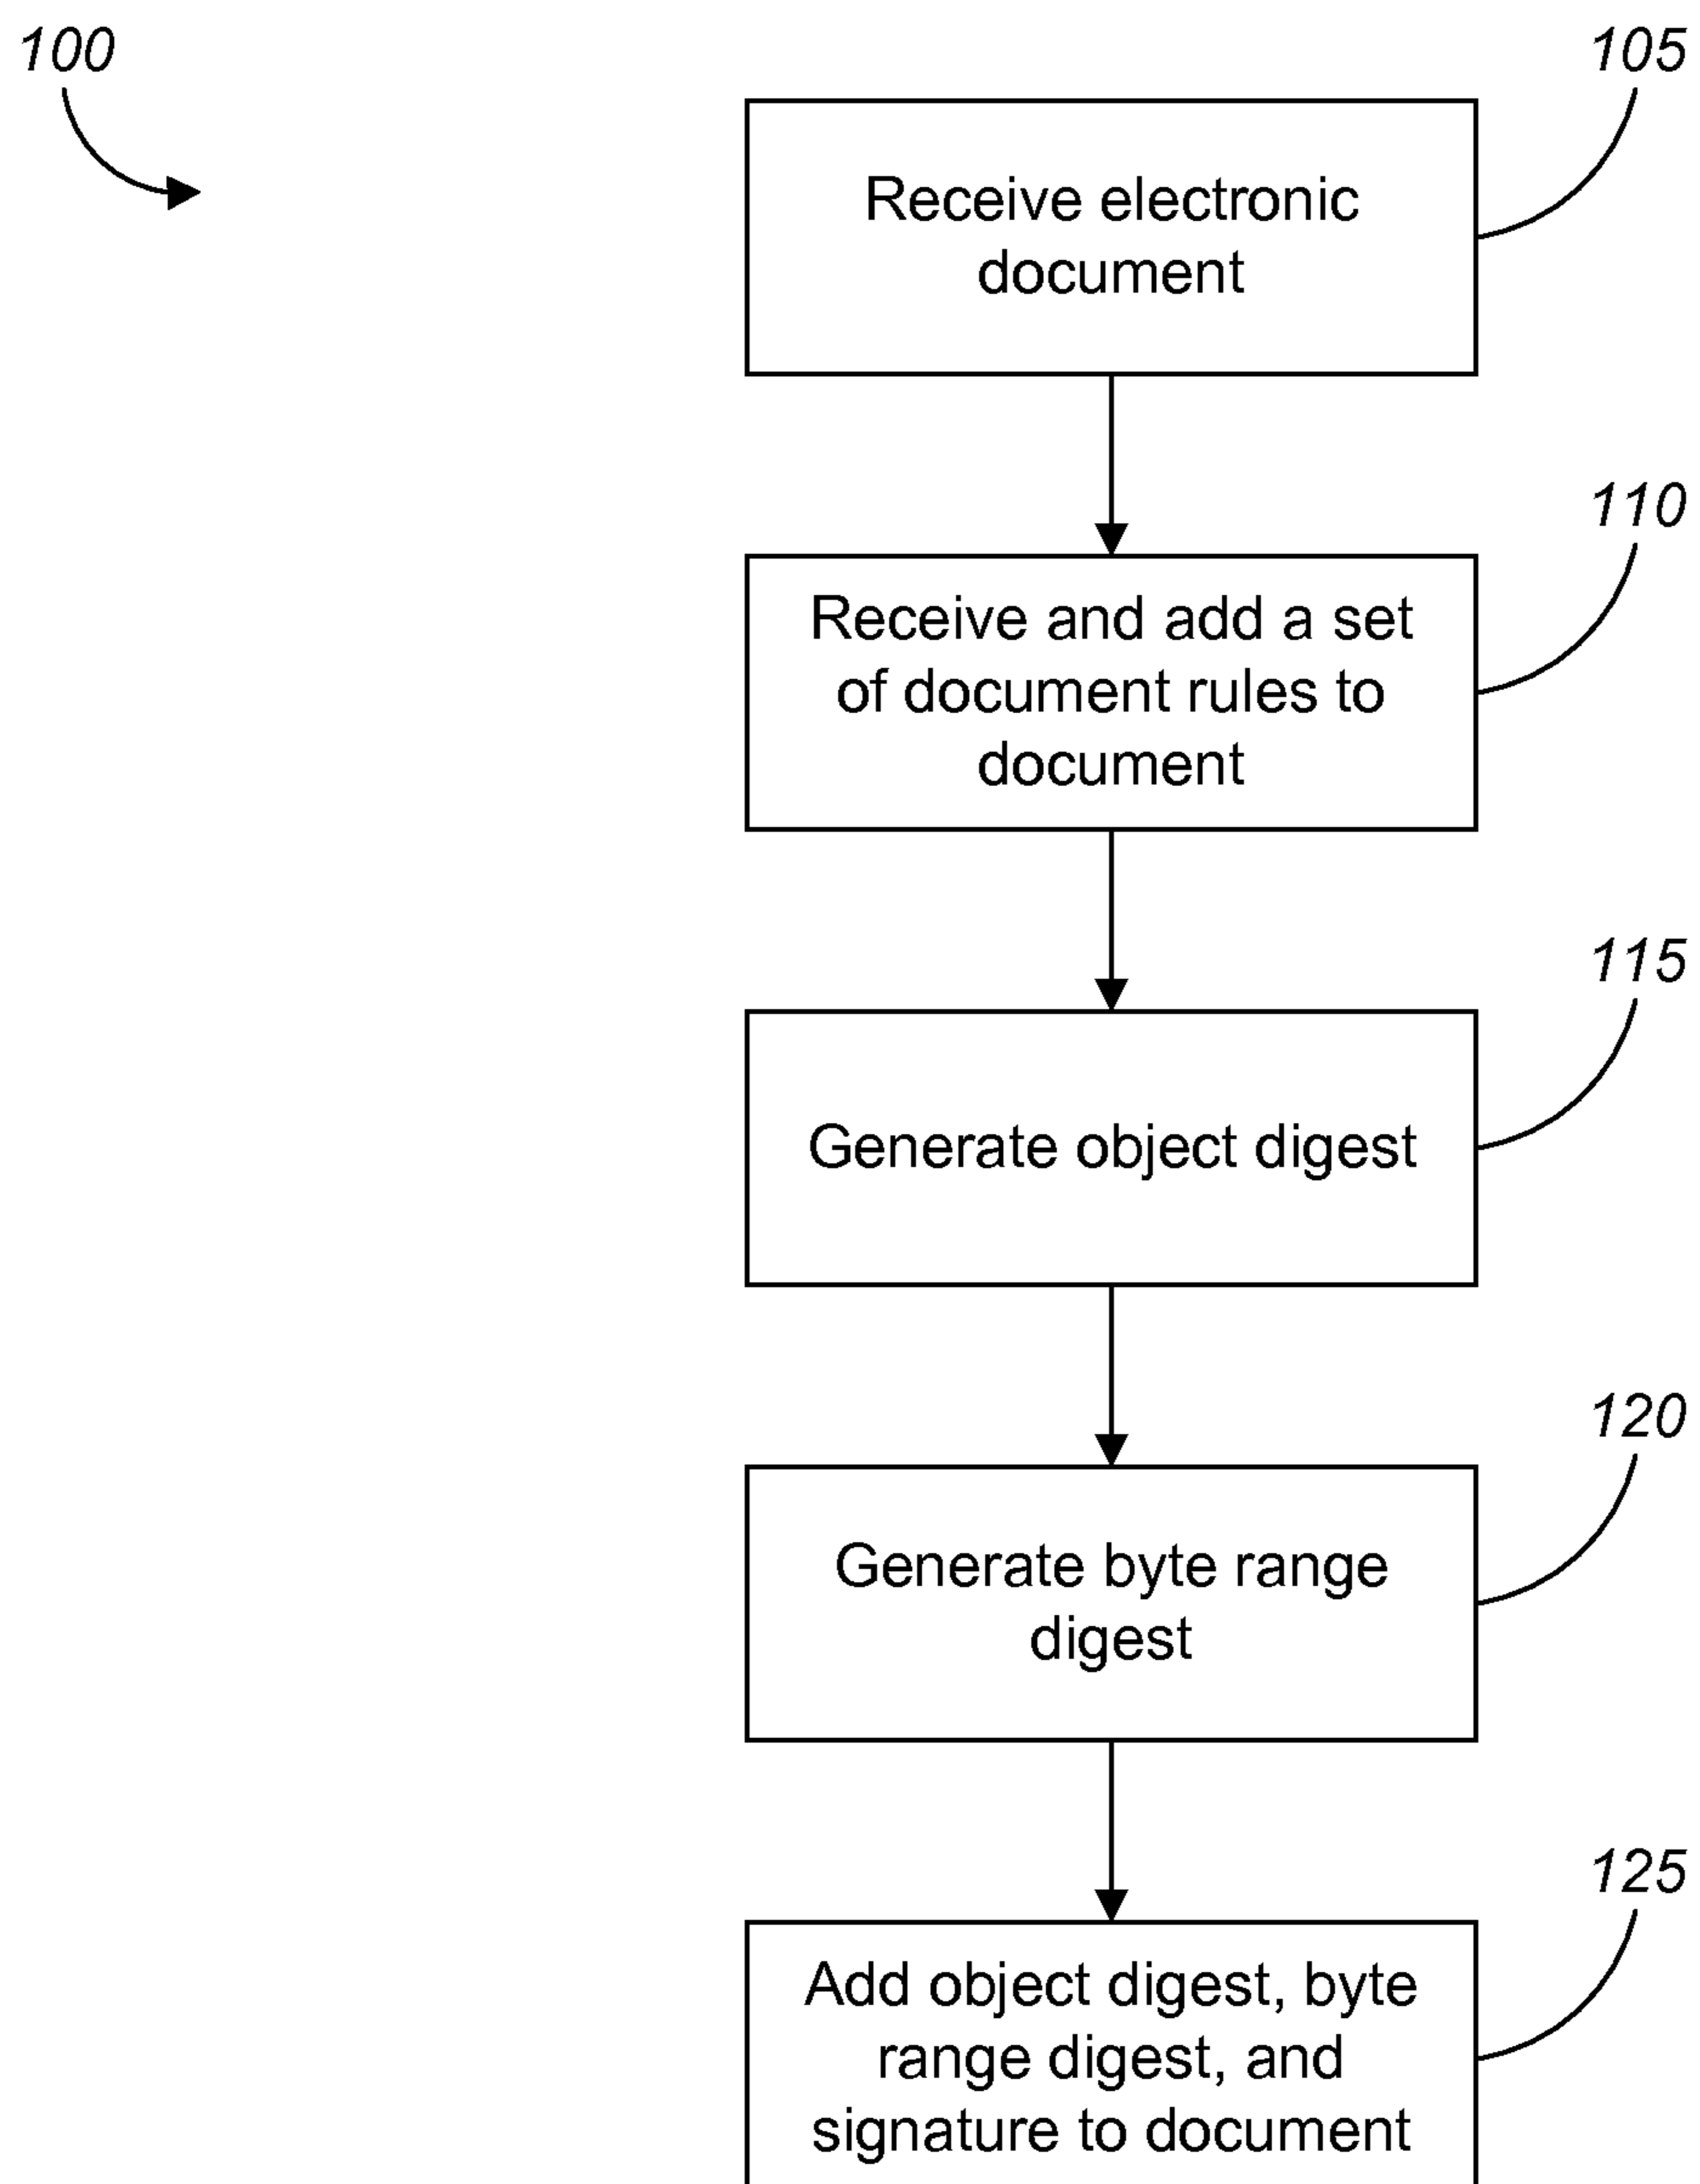 100
105
Receive electronic
document
110
Receive and add a set
of document rules to
document
115
Generate object digest
120
Generate byte range
digest
125
Add object digest, byte
range digest, and
signature to document